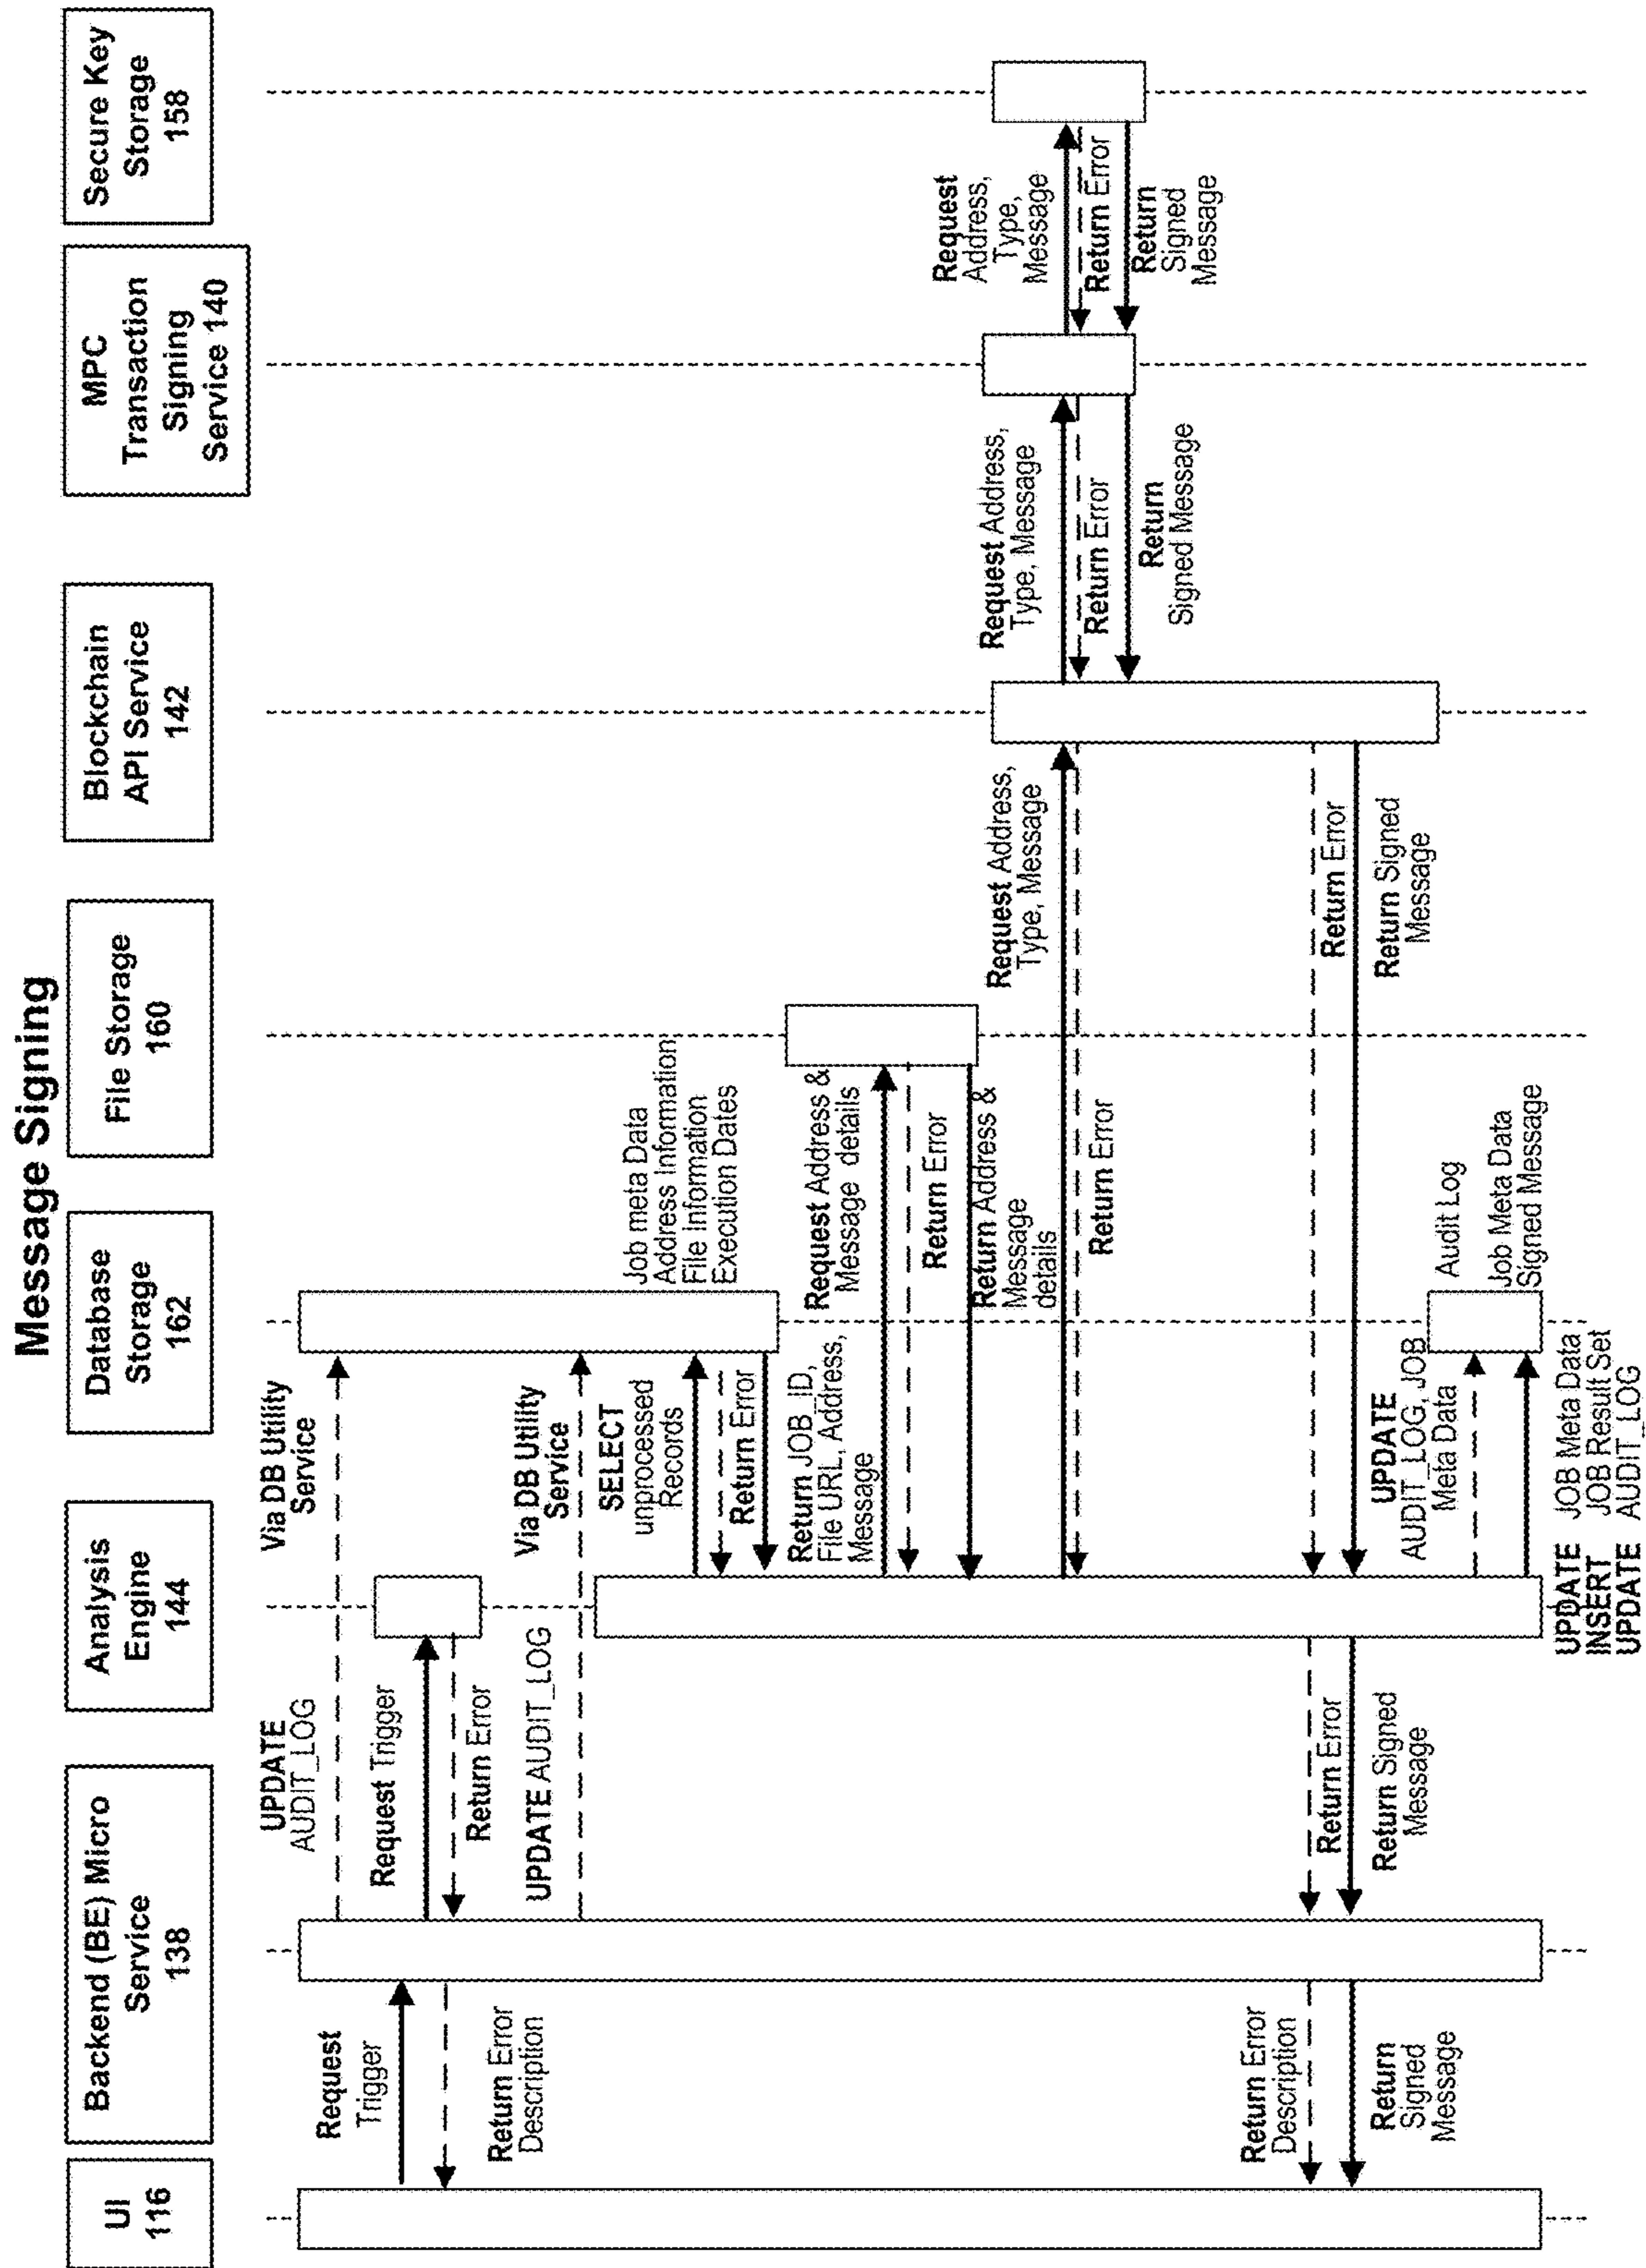 Message Signing
UI
116
Backend (BE) Micro
Service
138
Analysis
Engine
144
Database
Storage
162
File Storage
160
Blockchain
API Service
142
MPC
Transaction
Signing
Service 140
Secure Key
Storage
158
UPDATE
AUDIT_LOG
Via DB Utility
Service
Request
Trigger
Request Trigger
Return Error
Return Error
Description
UPDATE AUDIT_LOG
Via DB Utility
Service
SELECT
unprocessed
Records
Return Error
Job meta Data
Address Information
File Information
Execution Dates
Return JOB_ID,
File URL, Address,
Message
Request Address &
Message details
Return Error
Return Address &
Message
details
Request Address,
Type, Message
Return Error
Request Address,
Type, Message
Return Error
Return
Signed Message
Request
Address,
Type,
Message
Return Error
Return
Signed
Message
Return Error
Description
Return
Signed
Message
Return Error
Return Signed
Message
Return Error
Return Signed
Message
UPDATE
AUDIT_LOG, JOB
Meta Data
Audit Log
Job Meta Data
Signed Message
UPDATE JOB Meta Data
INSERT JOB Result Set
UPDATE AUDIT_LOG